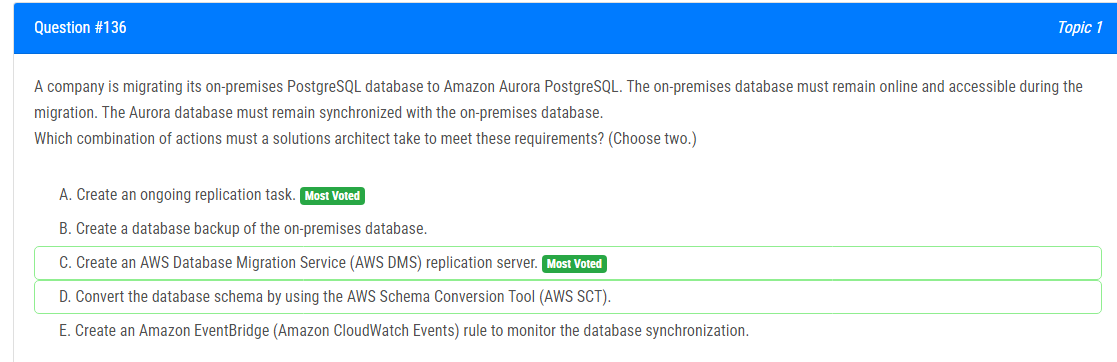 Question #136
Topic 1
A company is migrating its on-premises PostgreSQL database to Amazon Aurora PostgreSQL. The on-premises database must remain online and accessible during the
migration. The Aurora database must remain synchronized with the on-premises database.
Which combination of actions must a solutions architect take to meet these requirements? (Choose two.)
A. Create an ongoing replication task. Most Voted
B. Create a database backup of the on-premises database.
C. Create an AWS Database Migration Service (AWS DMS) replication server. Most Voted
D. Convert the database schema by using the AWS Schema Conversion Tool (AWS SCT).
E. Create an Amazon EventBridge (Amazon CloudWatch Events) rule to monitor the database synchronization.